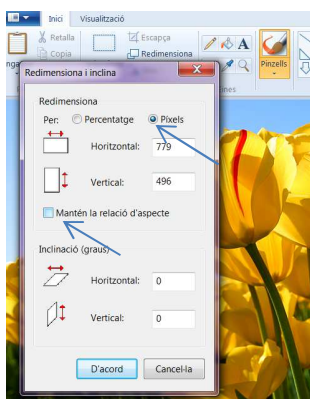 Inici Visualització
Retalla
Copia
Escapça
Redimensiona
Pinzells
Redimensiona i inclina
Redimensiona
Per: Percentatge Píxels
Horitzontal: 779
Vertical: 496
Mantén la relació d'aspecte
Inclinació (graus)
Horitzontal: 0
Vertical: 0
D'acord Cancel·la